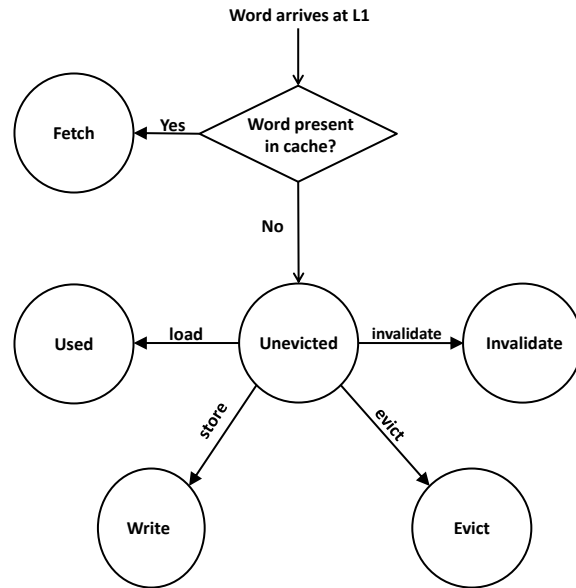 Word arrives at L1
Word present
in cache?
Yes
Fetch
No
Used
load
Unevicted
invalidate
Invalidate
store
evict
Write
Evict